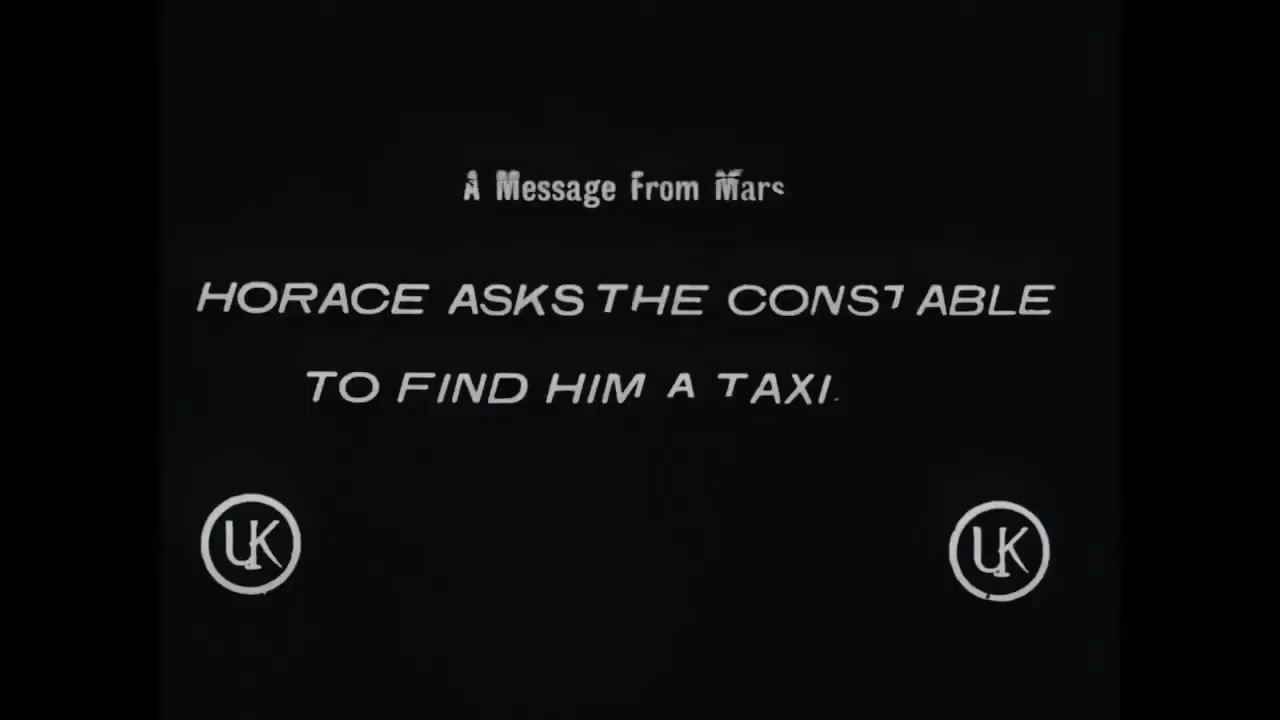 A Message From Mars
HORACE ASKS THE CONSTABLE
TO FIND HIM A TAXI.
UK UK